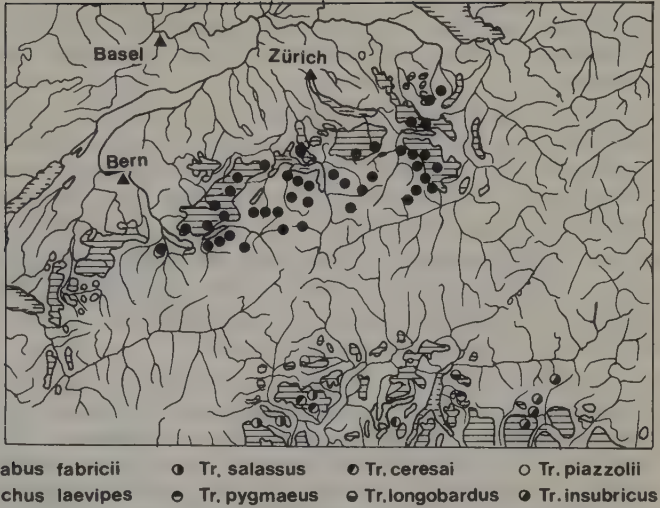 Basel
Zürich
Bern
abus fabricii Tr. salassus Tr. ceresai Tr. piazzolii
chus laevipes Tr. pygmaeus Tr. longobardus Tr. insubricus